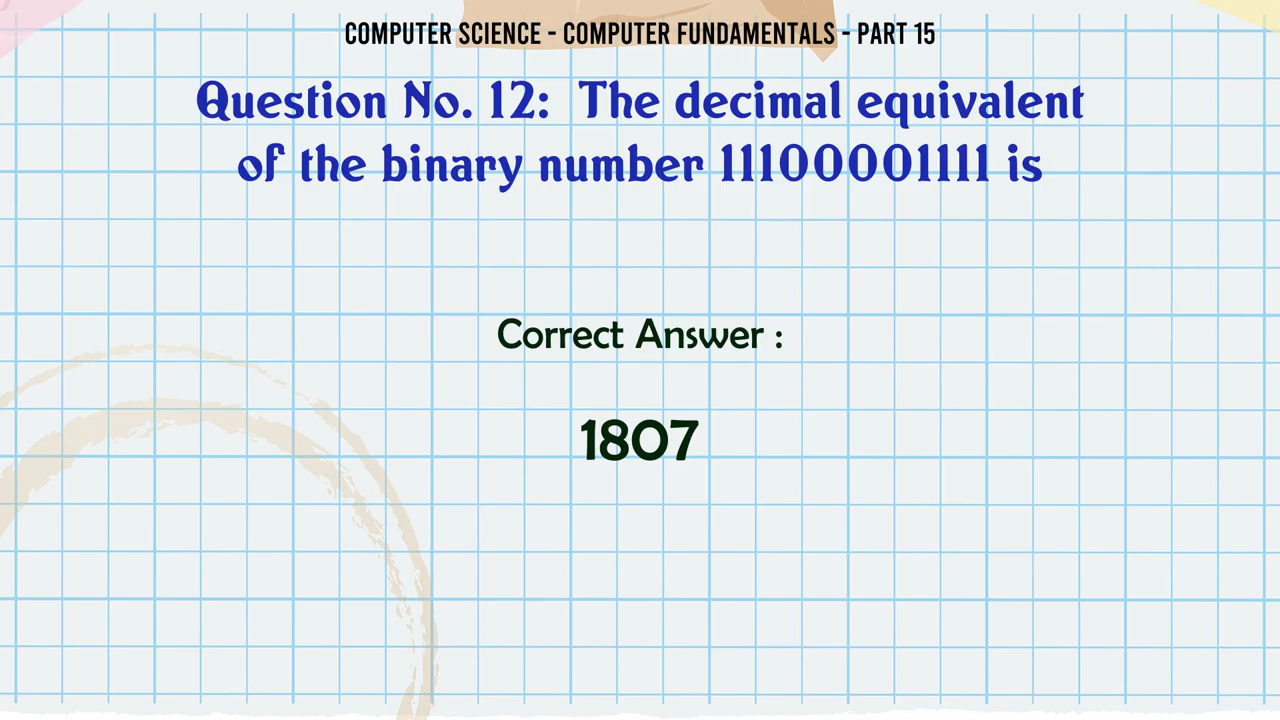 COMPUTER SCIENCE - COMPUTER FUNDAMENTALS - PART 15
Question No. 12: The decimal equivalent
of the binary number 11100001111 is
Correct Answer :
1807